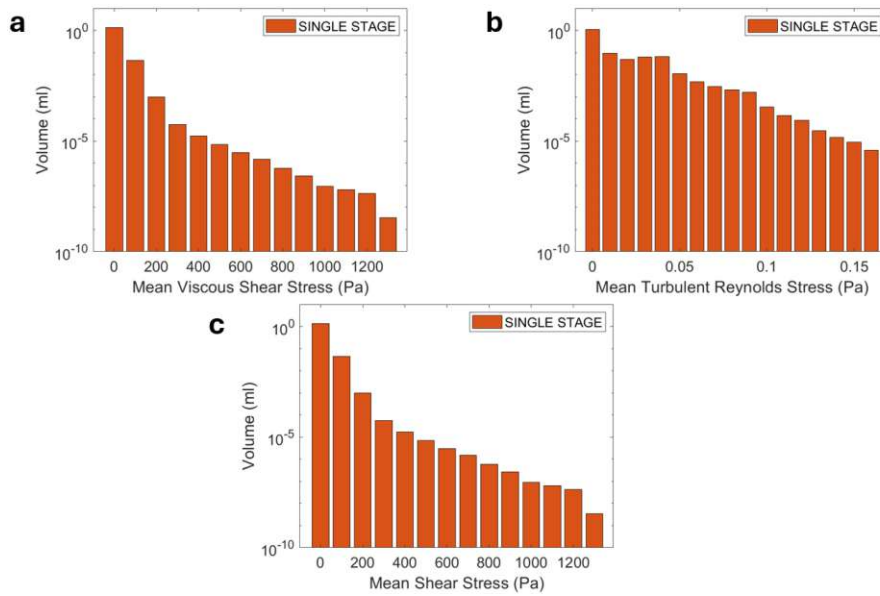 a
SINGLE STAGE
Volume (ml)
10^0
10^-5
10^-10
0 200 400 600 800 1000 1200
Mean Viscous Shear Stress (Pa)
b
SINGLE STAGE
Volume (ml)
10^0
10^-5
10^-10
0 0.05 0.1 0.15
Mean Turbulent Reynolds Stress (Pa)
c
SINGLE STAGE
Volume (ml)
10^0
10^-5
10^-10
0 200 400 600 800 1000 1200
Mean Shear Stress (Pa)